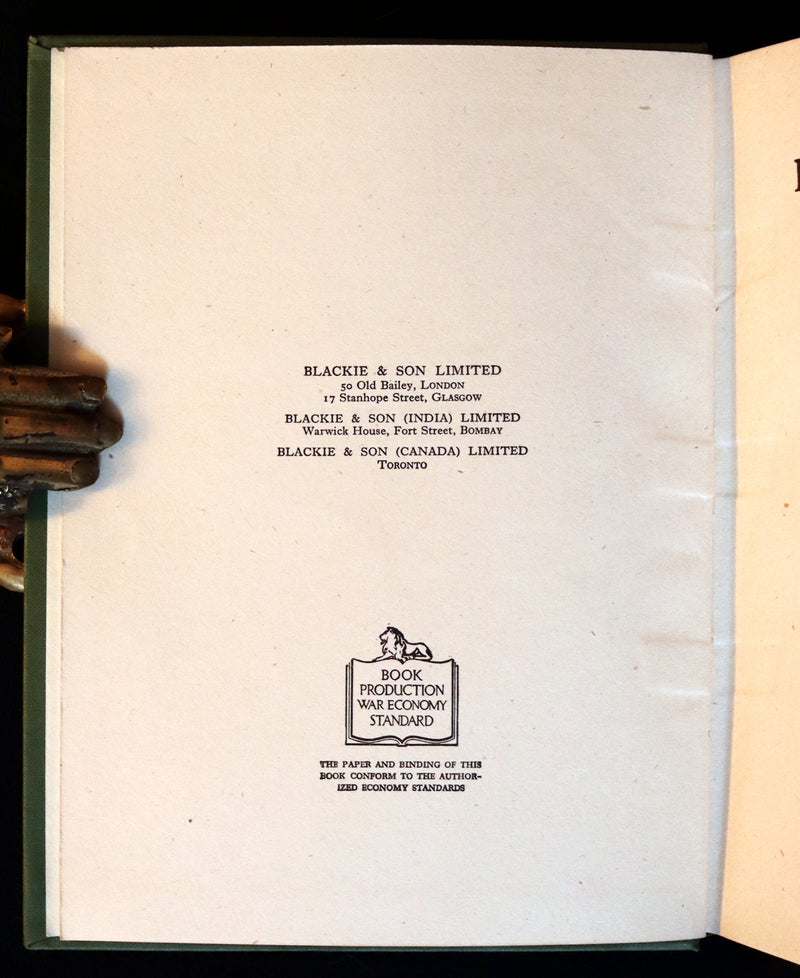 BLACKIE & SON LIMITED
50 Old Bailey, LONDON
17 Stanhope Street, GLASGOW
BLACKIE & SON (INDIA) LIMITED
Warwick House, Fort Street, BOMBAY
BLACKIE & SON (CANADA) LIMITED
TORONTO
BOOK
PRODUCTION
WAR ECONOMY
STANDARD
THE PAPER AND BINDING OF THIS
BOOK CONFORM TO THE AUTHOR-
IZED ECONOMY STANDARDS